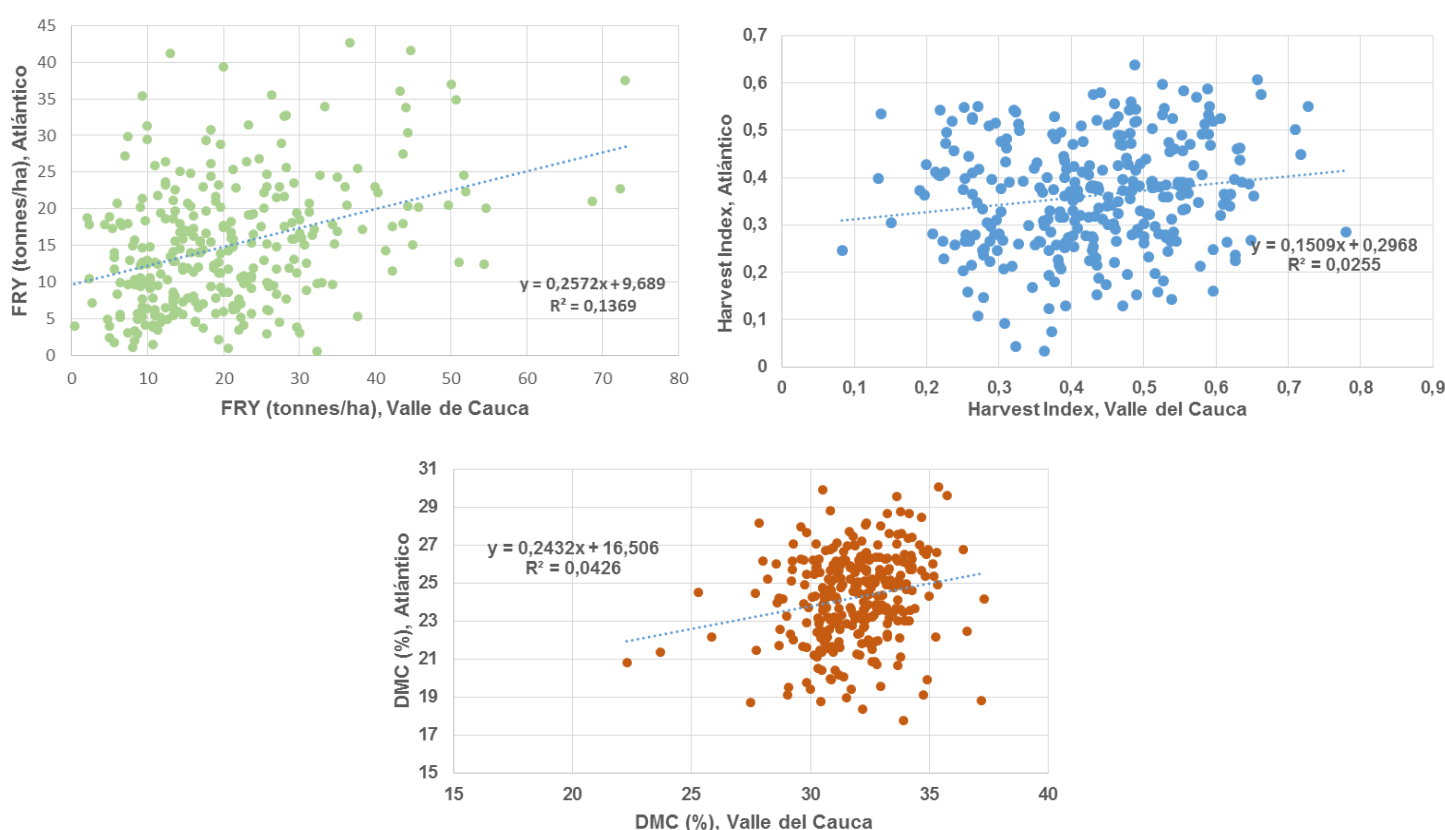 45
40
35
30
25
20
15
10
5
0
FRY (tonnes/ha), Atlántico
y = 0,2572x + 9,689
R² = 0,1369
0 10 20 30 40 50 60 70 80
FRY (tonnes/ha), Valle de Cauca
0,7
0,6
0,5
0,4
0,3
0,2
0,1
0
Harvest Index, Atlántico
y = 0,1509x + 0,2968
R² = 0,0255
0 0,1 0,2 0,3 0,4 0,5 0,6 0,7 0,8 0,9
Harvest Index, Valle del Cauca
31
29
27
25
23
21
19
17
15
DMC (%), Atlántico
y = 0,2432x + 16,506
R² = 0,0426
15 20 25 30 35 40
DMC (%), Valle del Cauca